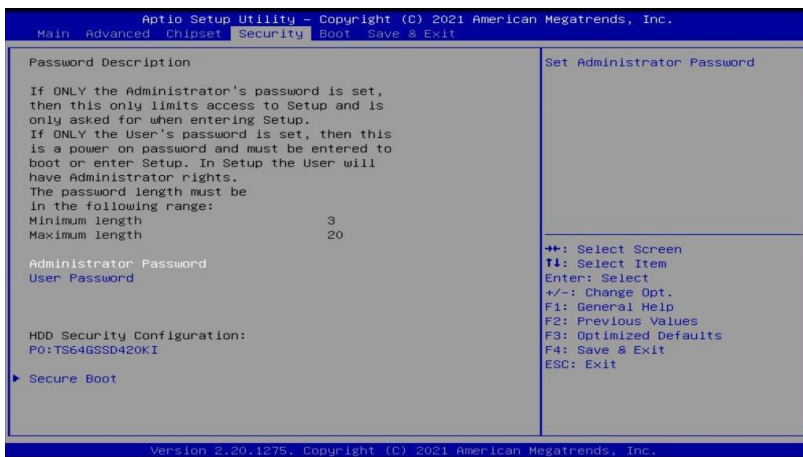 Aptio Setup Utility – Copyright (C) 2021 American Megatrends, Inc.
Main Advanced Chipset Security Boot Save & Exit
Password Description
If ONLY the Administrator's password is set,
then this only limits access to Setup and is
only asked for when entering Setup.
If ONLY the User's password is set, then this
is a power on password and must be entered to
boot or enter Setup. In Setup the User will
have Administrator rights.
The password length must be
in the following range:
Minimum length 3
Maximum length 20
Administrator Password
User Password
HDD Security Configuration:
P0:TS64GSSD420KI
Secure Boot
Set Administrator Password
→←: Select Screen
↑↓: Select Item
Enter: Select
+/-: Change Opt.
F1: General Help
F2: Previous Values
F3: Optimized Defaults
F4: Save & Exit
ESC: Exit
Version 2.20.1275. Copyright (C) 2021 American Megatrends, Inc.